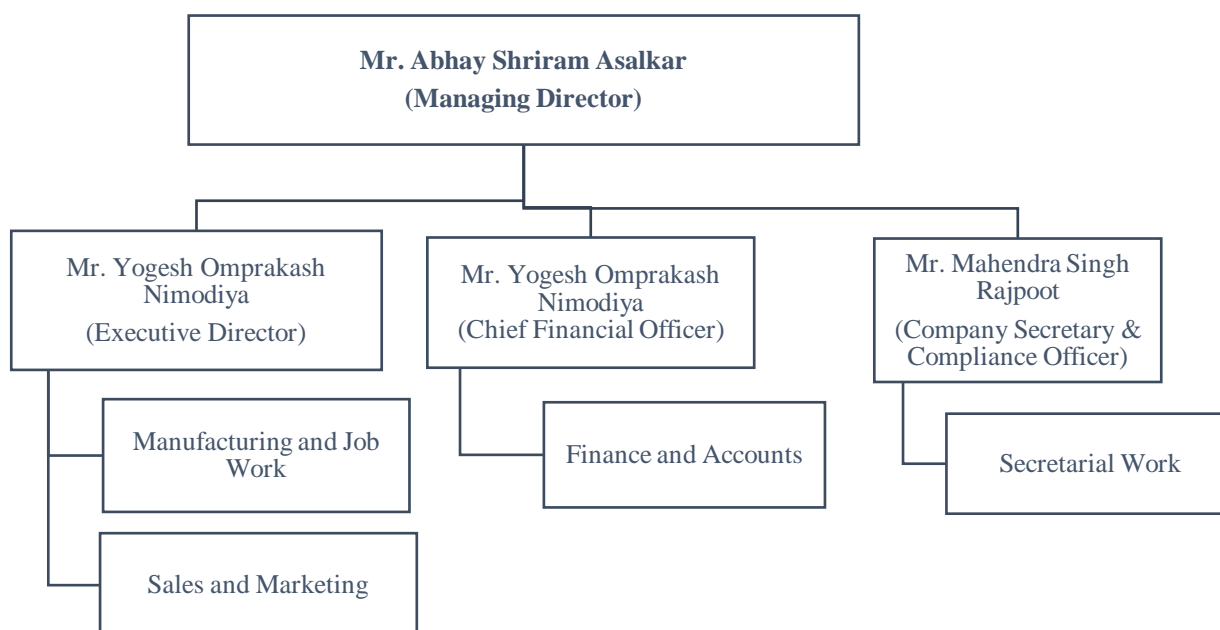 Mr. Abhay Shriram Asalkar
(Managing Director)
Mr. Yogesh Omprakash
Nimodiya
(Executive Director)
Manufacturing and Job
Work
Sales and Marketing
Mr. Yogesh Omprakash
Nimodiya
(Chief Financial Officer)
Finance and Accounts
Mr. Mahendra Singh
Rajpoot
(Company Secretary &
Compliance Officer)
Secretarial Work